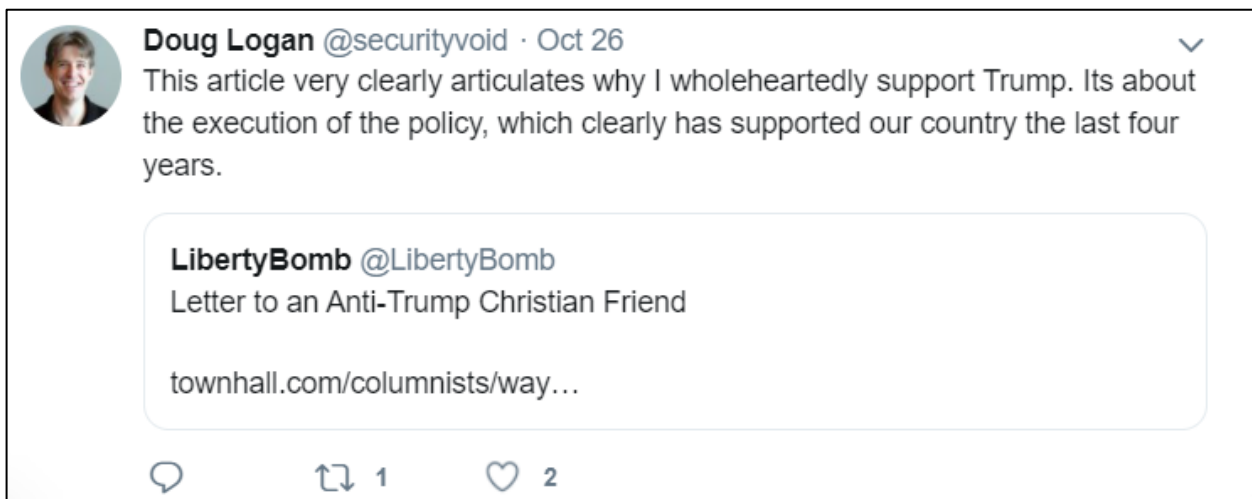 Doug Logan @securityvoid · Oct 26
This article very clearly articulates why I wholeheartedly support Trump. Its about
the execution of the policy, which clearly has supported our country the last four
years.
LibertyBomb @LibertyBomb
Letter to an Anti-Trump Christian Friend
townhall.com/columnists/way…
1 2